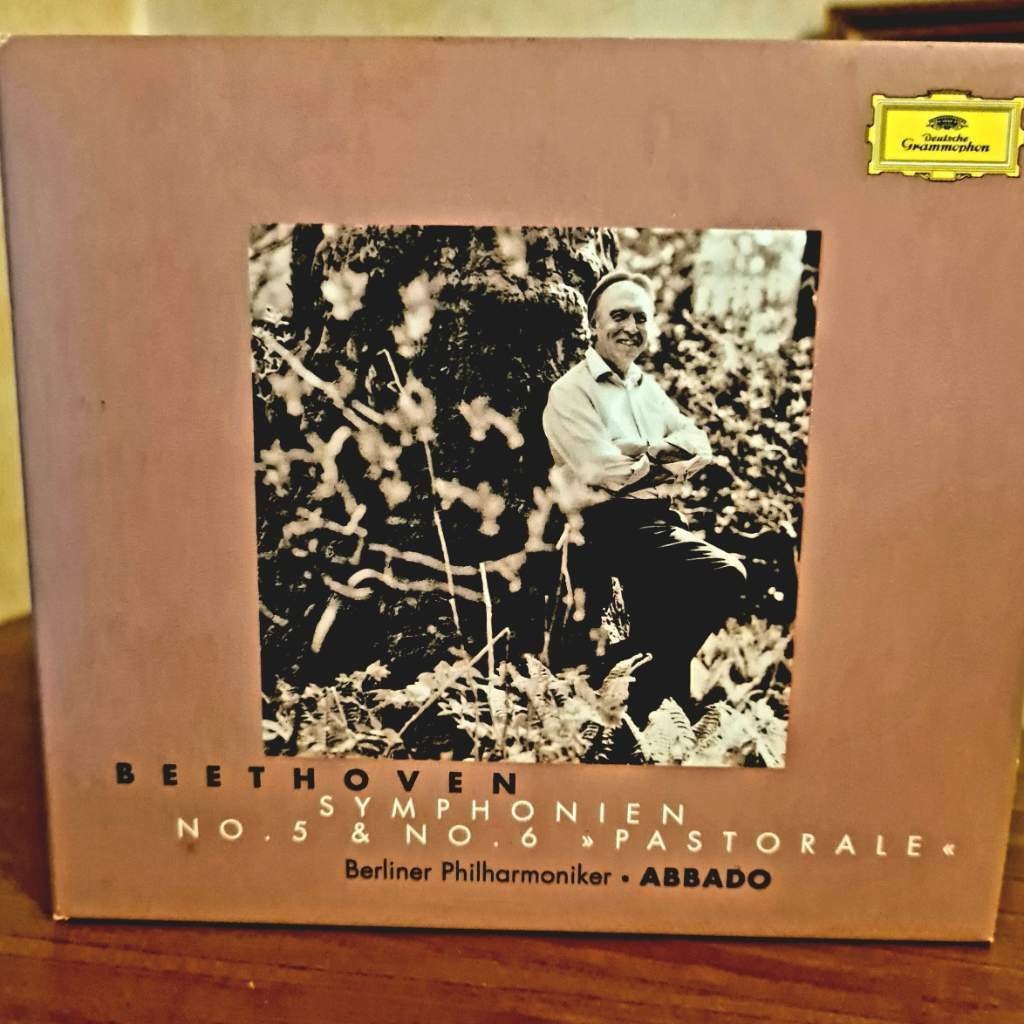 Deutsche
Grammophon
BEETHOVEN
SYMPHONIEN
NO.5 & NO.6 »PASTORALE«
Berliner Philharmoniker • ABBADO